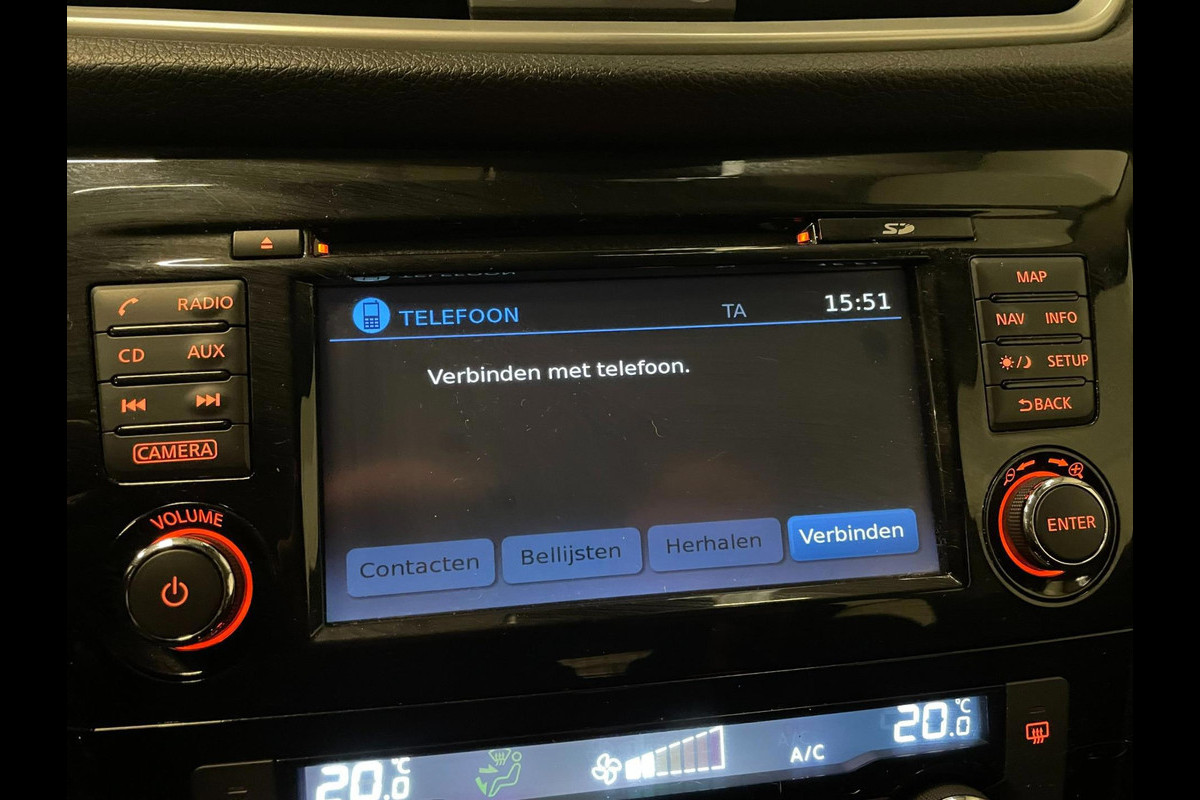 RADIO
CD AUX
CAMERA
VOLUME
SD
TELEFOON TA 15:51
Verbinden met telefoon.
Contacten Bellijsten Herhalen Verbinden
MAP
NAV INFO
SETUP
BACK
ENTER
20.0 °C A/C 20.0 °C